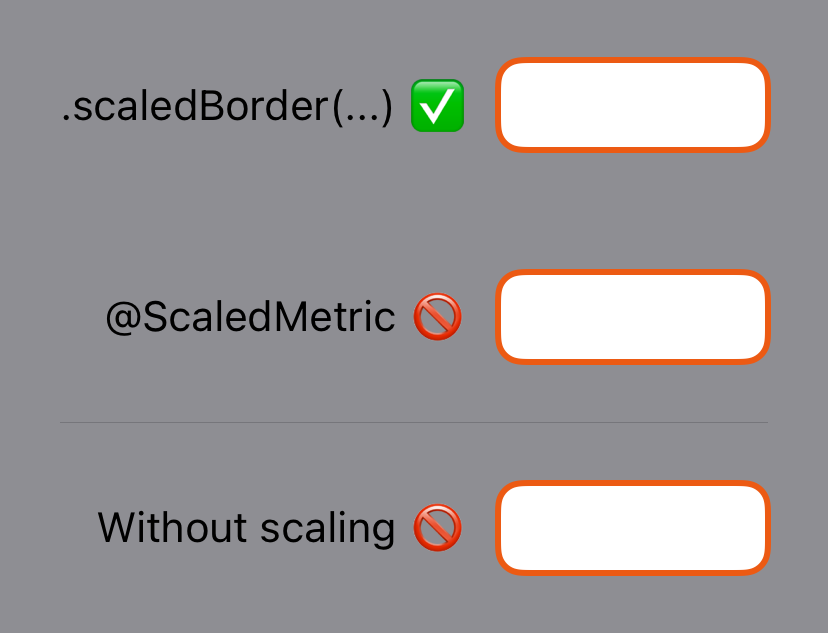 .scaledBorder(...) ✅
@ScaledMetric 🚫
Without scaling 🚫